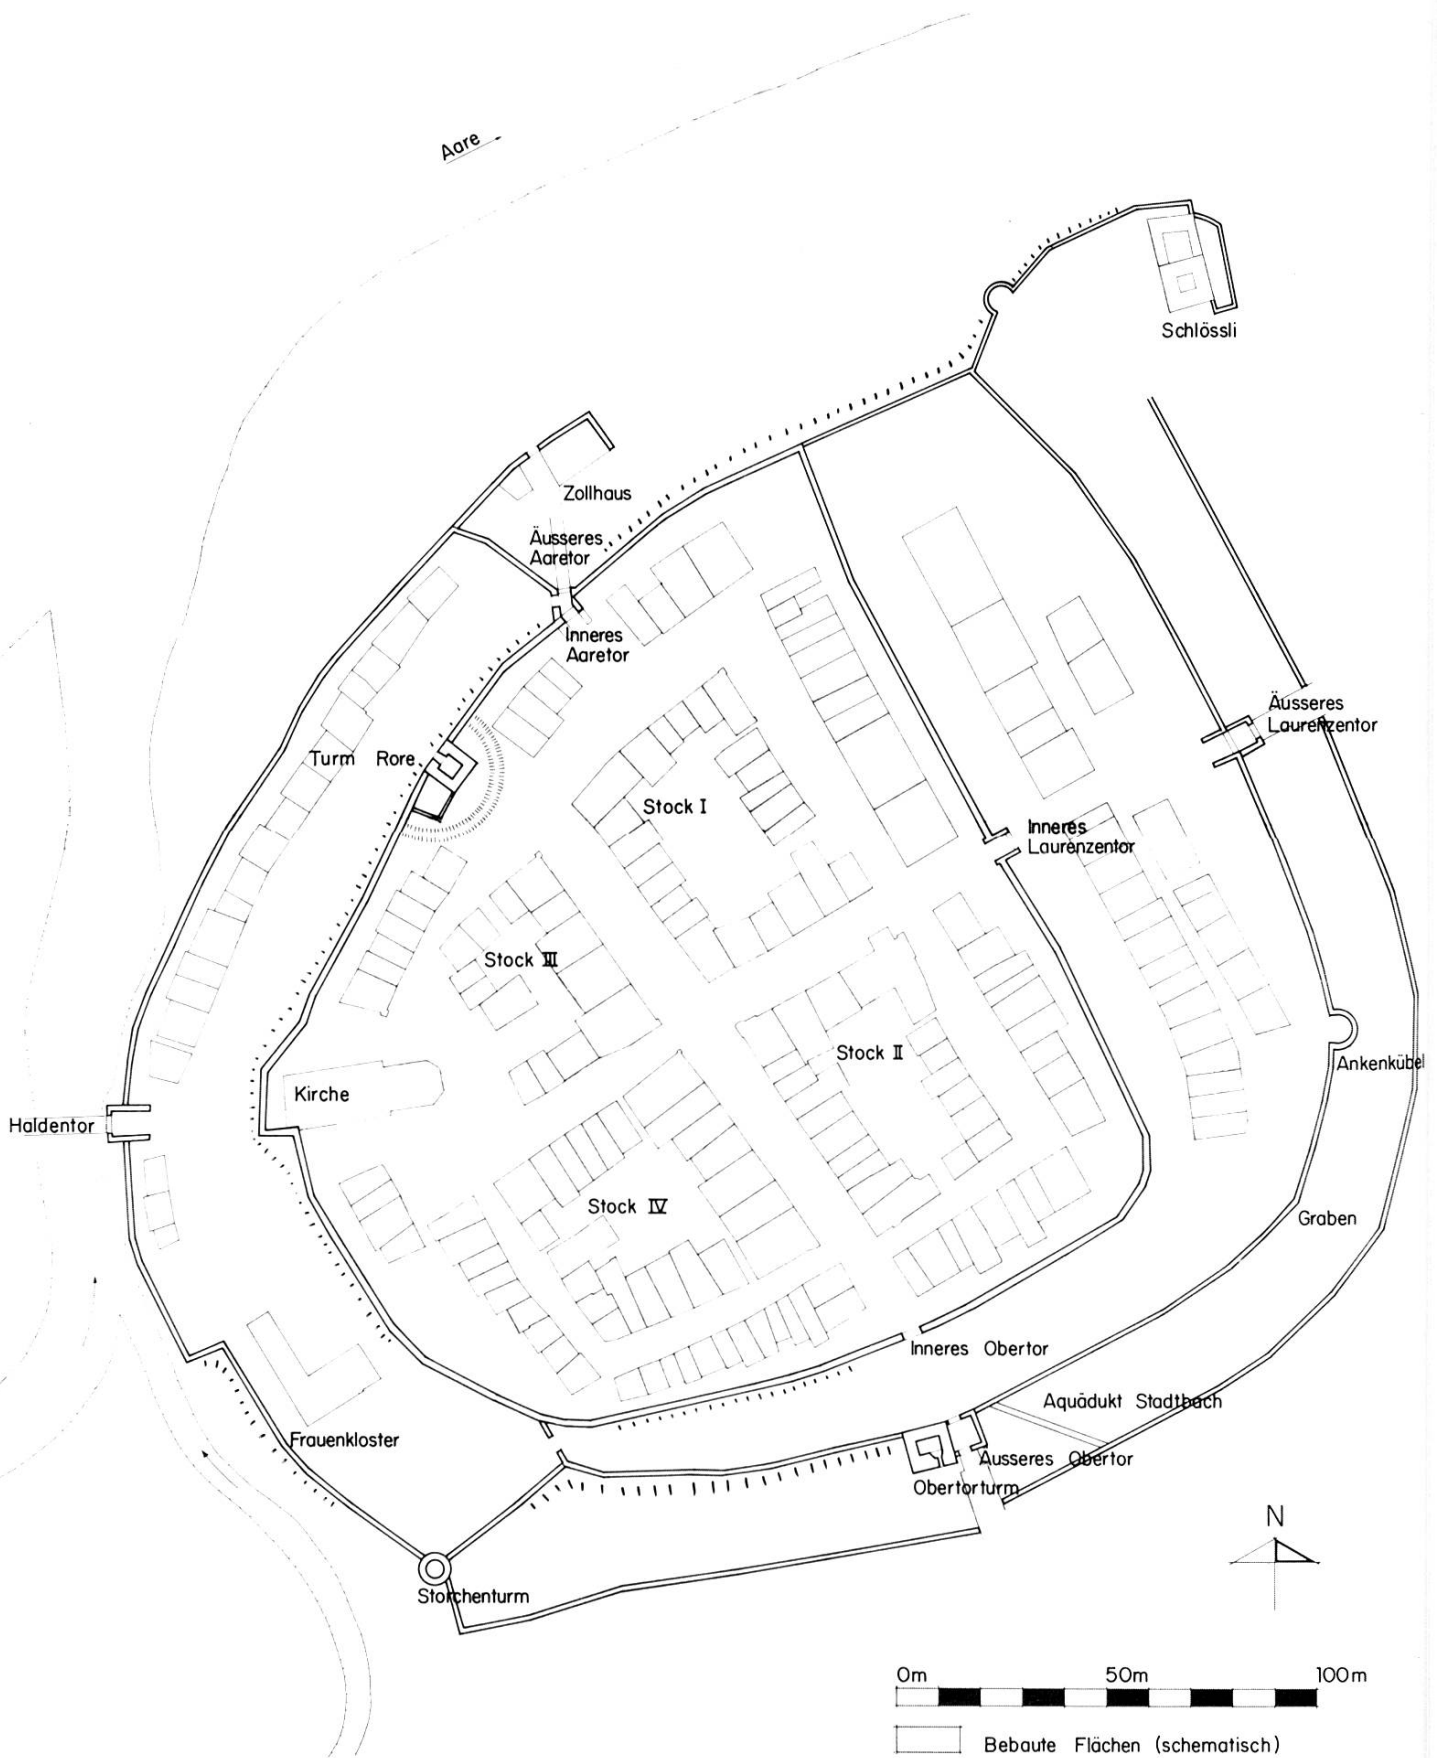 Aare
Schlössli
Zollhaus
Äusseres
Aaretor
Inneres
Aaretor
Äusseres
Laurenzentor
Turm Rore
Stock I
Inneres
Laurenzentor
Stock III
Stock II
Ankenkübel
Kirche
Haldentor
Stock IV
Graben
Inneres Obertor
Aquädukt Stadtbach
Frauenkloster
Äusseres Obertor
Obertorturm
N
Storchenturm
0m 50m 100m
Bebaute Flächen (schematisch)